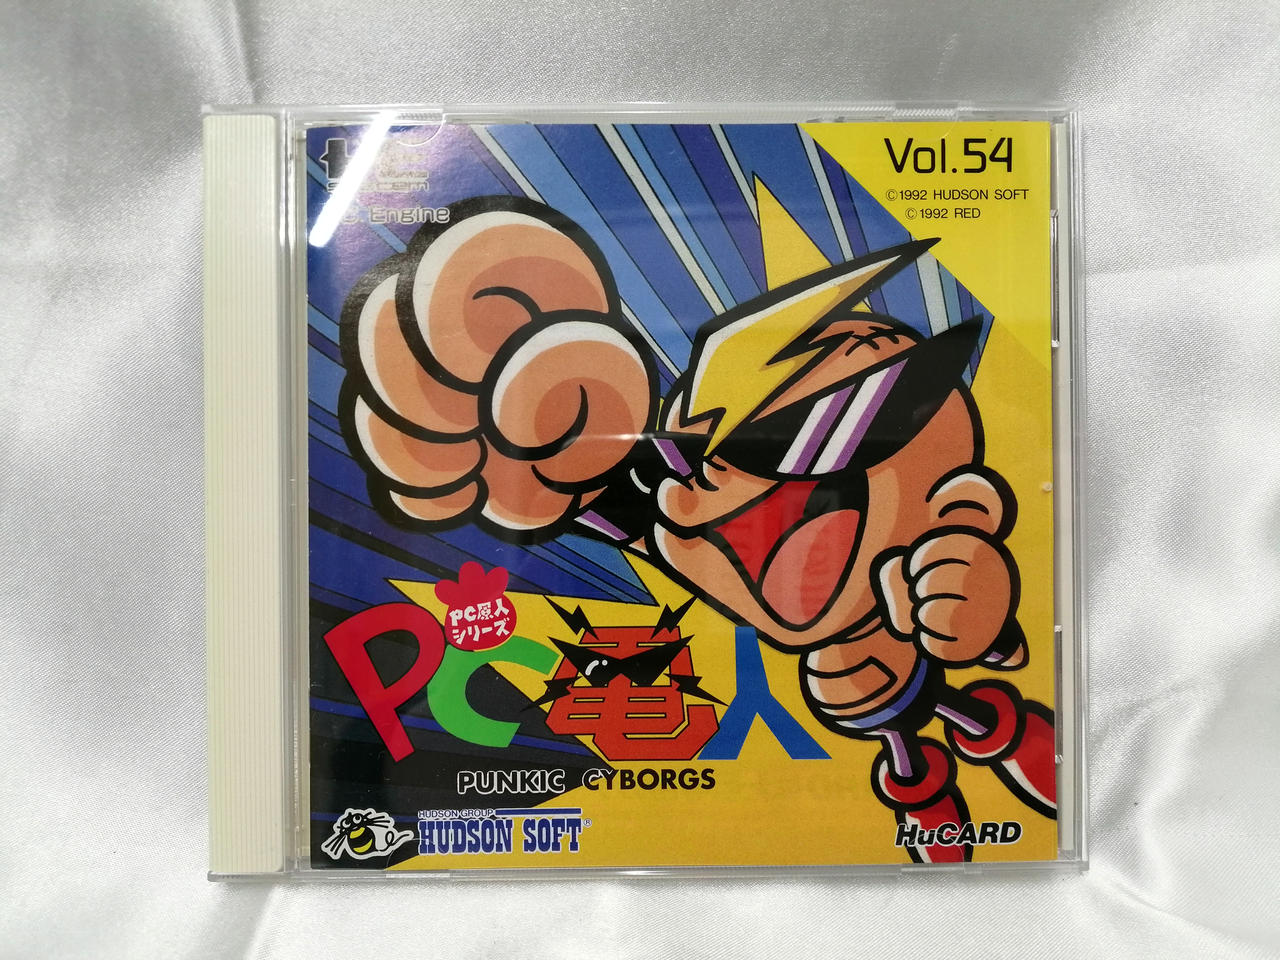 Vol.54
©1992 HUDSON SOFT
©1992 RED
System
PC Engine
PC原人
シリーズ
PC電人
PUNKIC CYBORGS
HUDSON GROUP
HUDSON SOFT®
HuCARD